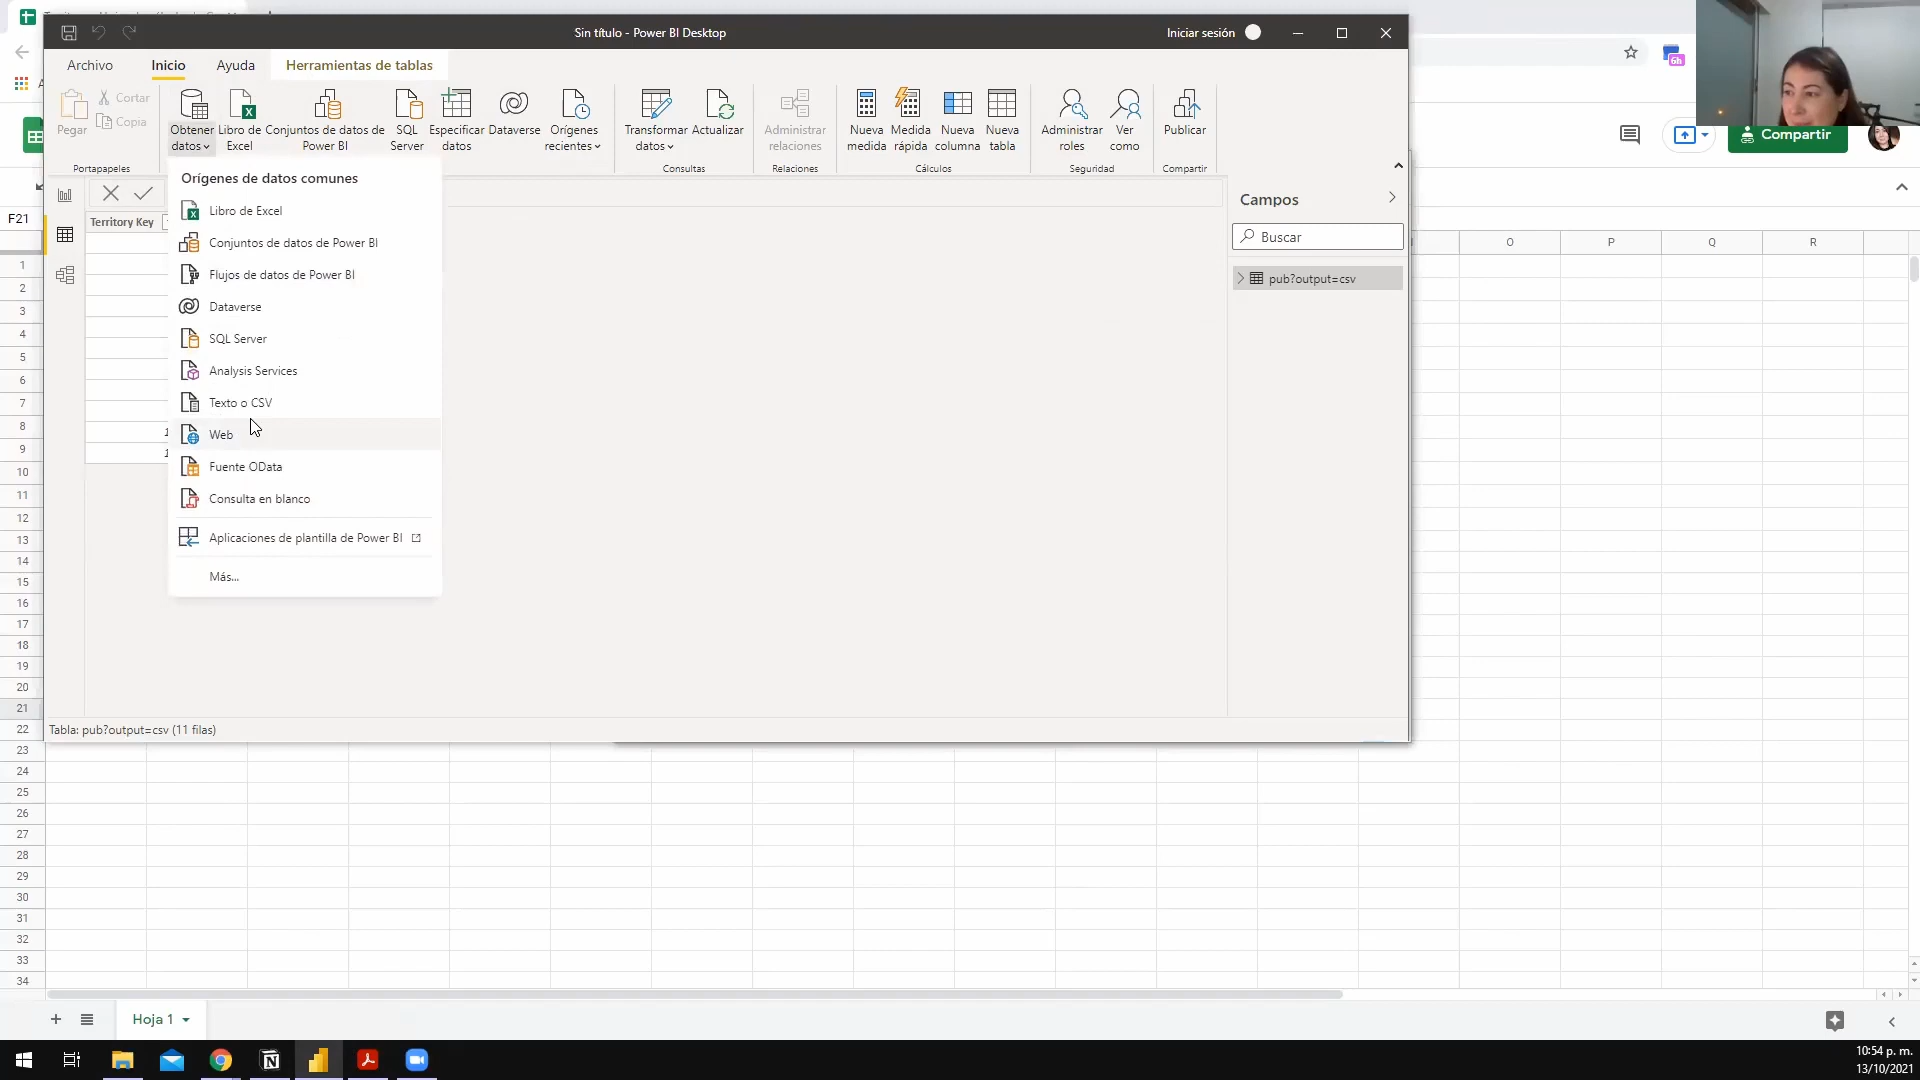 Sin título - Power BI Desktop
Iniciar sesión
Archivo
Inicio
Ayuda
Herramientas de tablas
6h
Pegar
Cortar
Copia
Portapapeles
Obtener datos
Libro de Excel
Conjuntos de datos de Power BI
SQL Server
Especificar datos
Dataverse
Orígenes recientes
Transformar datos
Actualizar
Consultas
Administrar relaciones
Relaciones
Nueva medida
Medida rápida
Nueva columna
Nueva tabla
Cálculos
Administrar roles
Ver como
Seguridad
Publicar
Compartir
Compartir
Orígenes de datos comunes
Libro de Excel
Conjuntos de datos de Power BI
Flujos de datos de Power BI
Dataverse
SQL Server
Analysis Services
Texto o CSV
Web
Fuente OData
Consulta en blanco
Aplicaciones de plantilla de Power BI
Más...
Territory Key
1
1
Campos
Buscar
pub?output=csv
Tabla: pub?output=csv (11 filas)
F21
O P Q R
1
2
3
4
5
6
7
8
9
10
11
12
13
14
15
16
17
18
19
20
21
22
23
24
25
26
27
28
29
30
31
32
33
34
Hoja 1
10:54 p. m.
13/10/2021